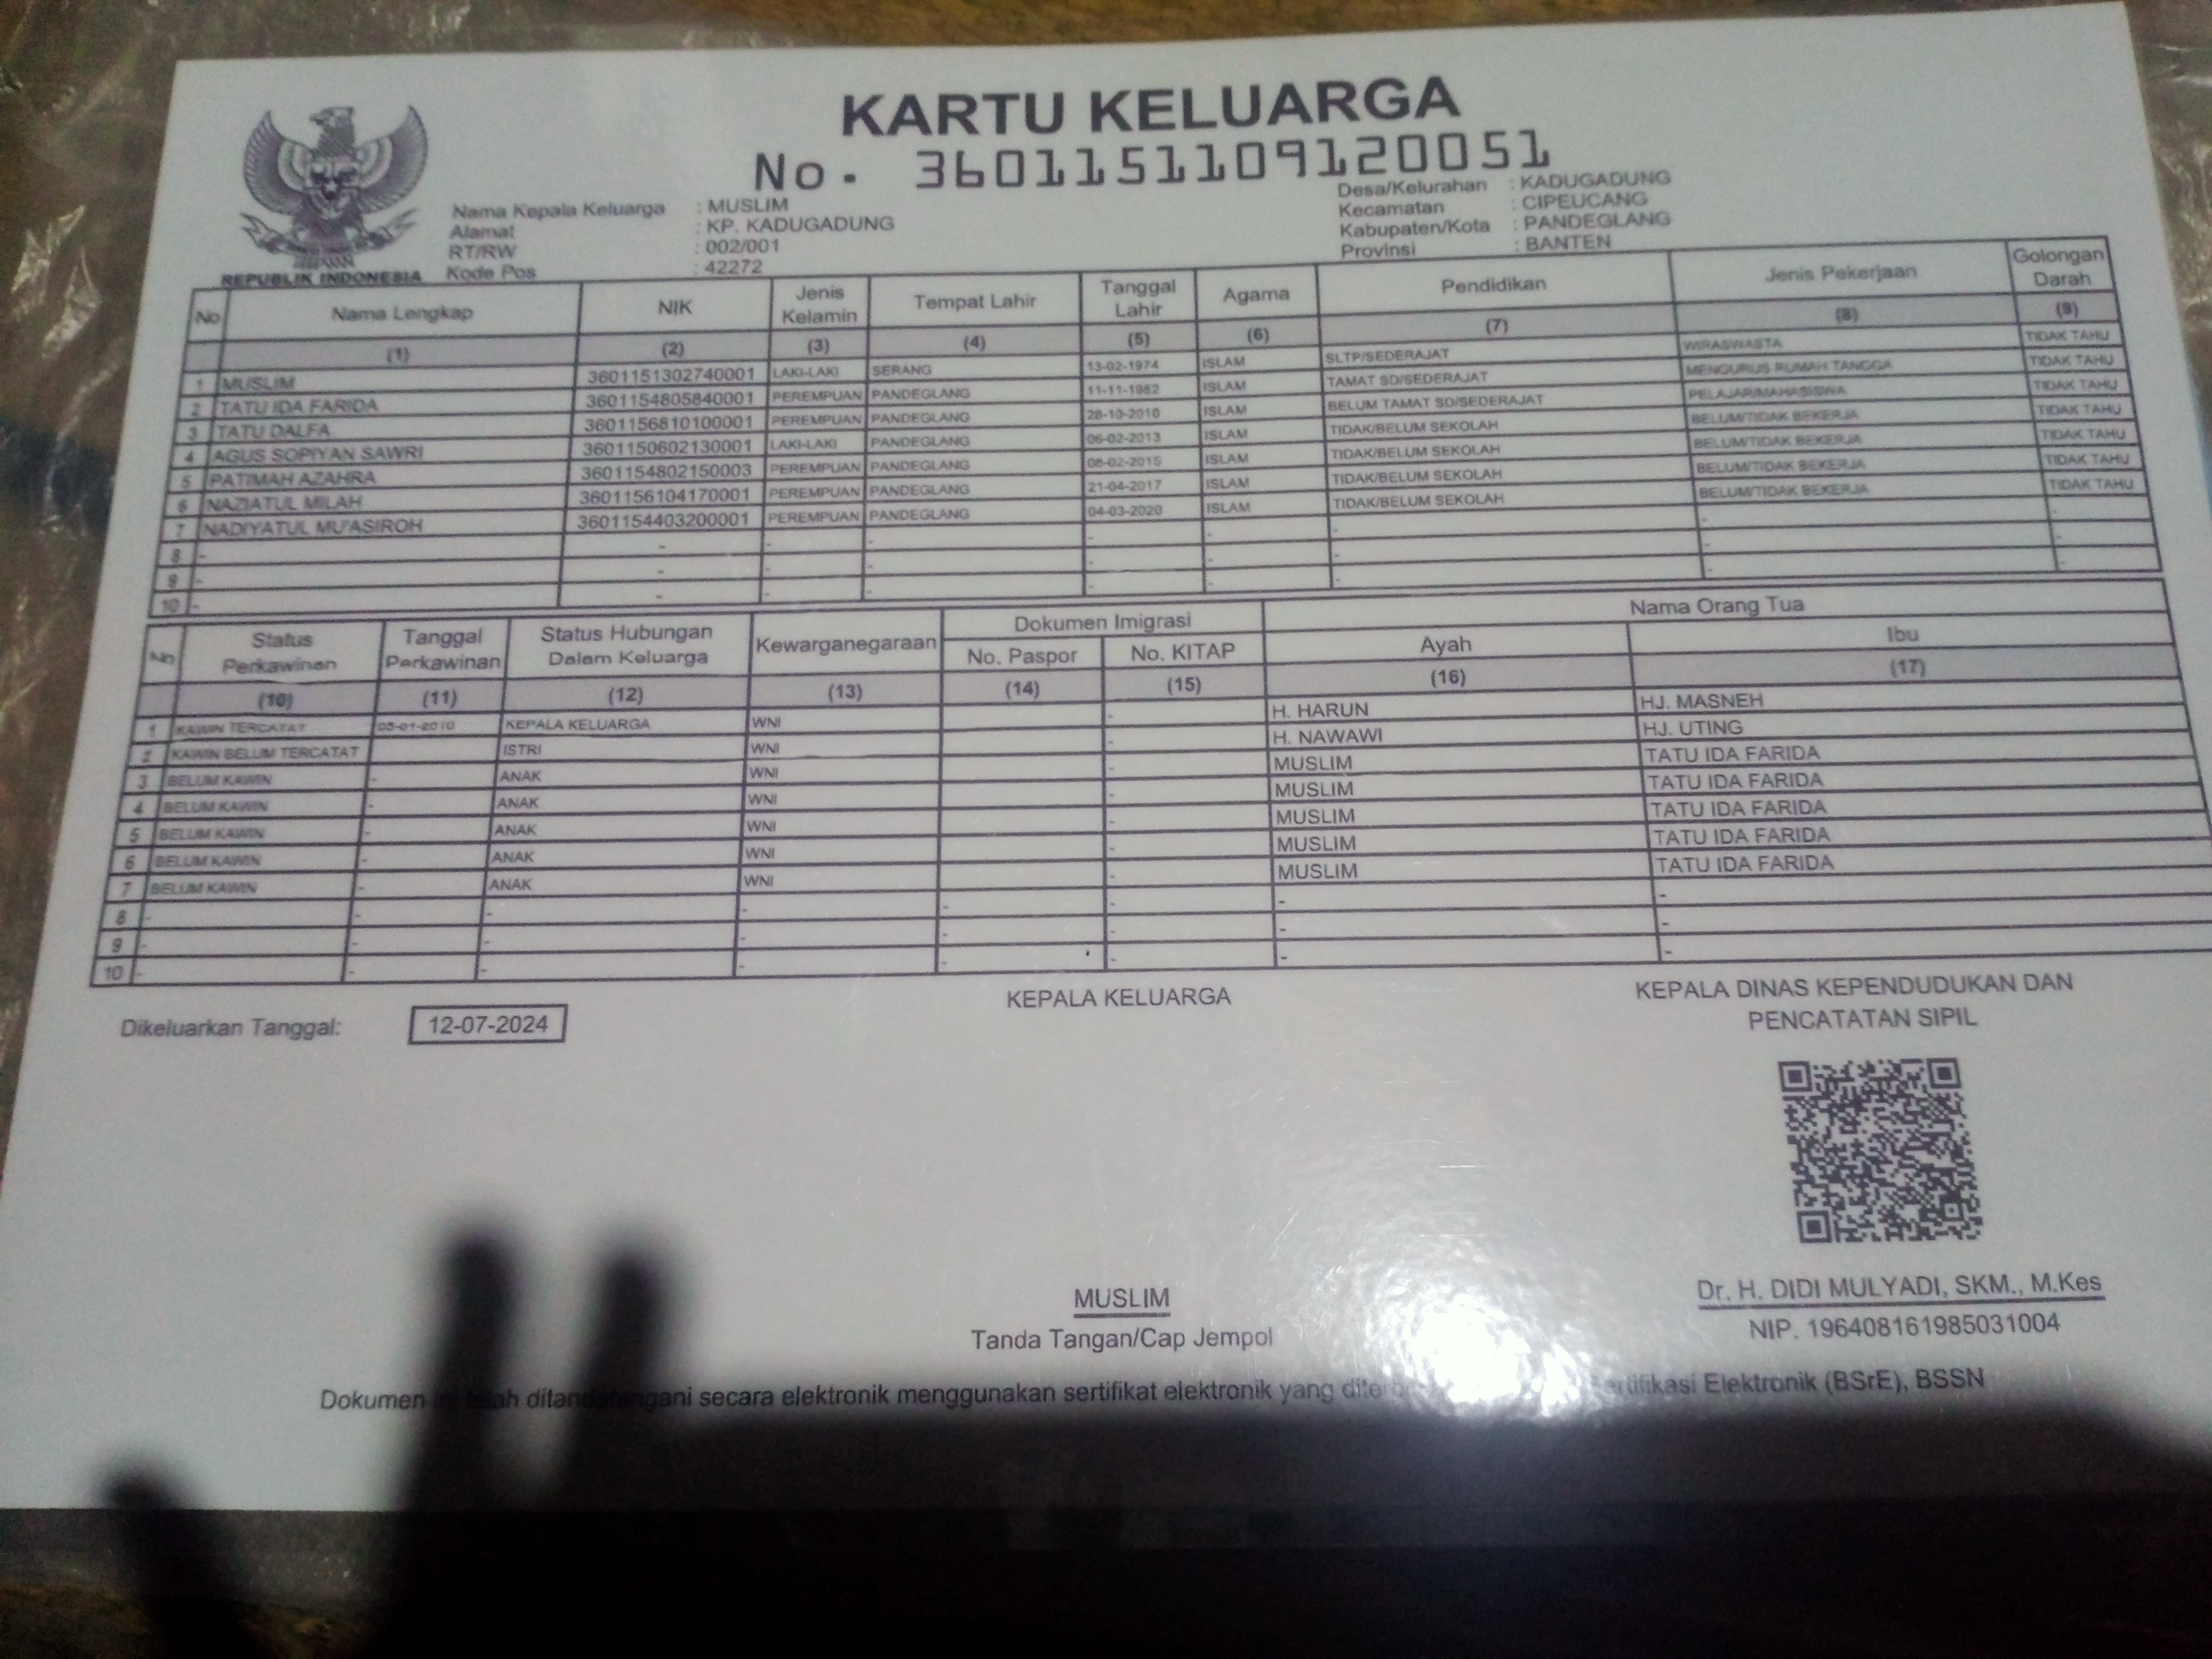 KARTU KELUARGA
No. 3601151109120051
Nama Kepala Keluarga : MUSLIM
Alamat : KP. KADUGADUNG
RT/RW : 002/001
Kode Pos : 42272
Desa/Kelurahan : KADUGADUNG
Kecamatan : CIPEUCANG
Kabupaten/Kota : PANDEGLANG
Provinsi : BANTEN
REPUBLIK INDONESIA
No Nama Lengkap NIK Jenis Kelamin Tempat Lahir Tanggal Lahir Agama Pendidikan Jenis Pekerjaan Golongan Darah
(1) (2) (3) (4) (5) (6) (7) (8) (9)
1 MUSLIM 3601151302740001 LAKI-LAKI SERANG 13-02-1974 ISLAM SLTP/SEDERAJAT WIRASWASTA TIDAK TAHU
2 TATU IDA FARIDA 3601154805840001 PEREMPUAN PANDEGLANG 11-11-1982 ISLAM TAMAT SD/SEDERAJAT MENGURUS RUMAH TANGGA TIDAK TAHU
3 TATU DALFA 3601156810100001 PEREMPUAN PANDEGLANG 28-10-2010 ISLAM BELUM TAMAT SD/SEDERAJAT PELAJAR/MAHASISWA TIDAK TAHU
4 AGUS SOPIYAN SAWRI 3601150602130001 LAKI-LAKI PANDEGLANG 06-02-2013 ISLAM TIDAK/BELUM SEKOLAH BELUM/TIDAK BEKERJA TIDAK TAHU
5 PATIMAH AZAHRA 3601154802150003 PEREMPUAN PANDEGLANG 08-02-2015 ISLAM TIDAK/BELUM SEKOLAH BELUM/TIDAK BEKERJA TIDAK TAHU
6 NAZIATUL MILAH 3601156104170001 PEREMPUAN PANDEGLANG 21-04-2017 ISLAM TIDAK/BELUM SEKOLAH BELUM/TIDAK BEKERJA TIDAK TAHU
7 NADIYATUL MU'ASIROH 3601154403200001 PEREMPUAN PANDEGLANG 04-03-2020 ISLAM TIDAK/BELUM SEKOLAH BELUM/TIDAK BEKERJA TIDAK TAHU
8 - - - - - - - - -
9 - - - - - - - - -
10 - - - - - - - - -
No Status Perkawinan Tanggal Perkawinan Status Hubungan Dalam Keluarga Kewarganegaraan Dokumen Imigrasi Nama Orang Tua
No. Paspor No. KITAP Ayah Ibu
(10) (11) (12) (13) (14) (15) (16) (17)
1 KAWIN TERCATAT 05-01-2010 KEPALA KELUARGA WNI - H. HARUN HJ. MASNEH
2 KAWIN BELUM TERCATAT ISTRI WNI - H. NAWAWI HJ. UTING
3 BELUM KAWIN - ANAK WNI - MUSLIM TATU IDA FARIDA
4 BELUM KAWIN - ANAK WNI - MUSLIM TATU IDA FARIDA
5 BELUM KAWIN - ANAK WNI - MUSLIM TATU IDA FARIDA
6 BELUM KAWIN - ANAK WNI - MUSLIM TATU IDA FARIDA
7 BELUM KAWIN - ANAK WNI - MUSLIM TATU IDA FARIDA
8 - - - - - - - -
9 - - - - - - - -
10 - - - - - - - -
Dikeluarkan Tanggal: 12-07-2024
KEPALA KELUARGA
KEPALA DINAS KEPENDUDUKAN DAN
PENCATATAN SIPIL
MUSLIM
Tanda Tangan/Cap Jempol
Dr. H. DIDI MULYADI, SKM., M.Kes
NIP. 196408161985031004
Dokumen ini telah ditandatangani secara elektronik menggunakan sertifikat elektronik yang Elektronik (BSrE), BSSN